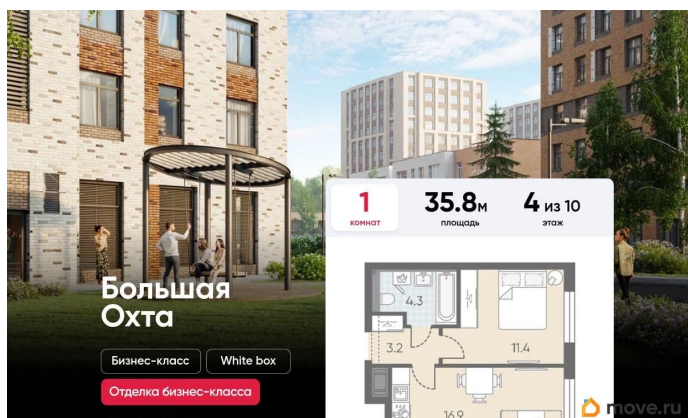 1
комнат
35.8м
площадь
4 из 10
этаж
4.3
3.2
11.4
16.9
Большая
Охта
Бизнес-класс
White box
Отделка бизнес-класса
move.ru